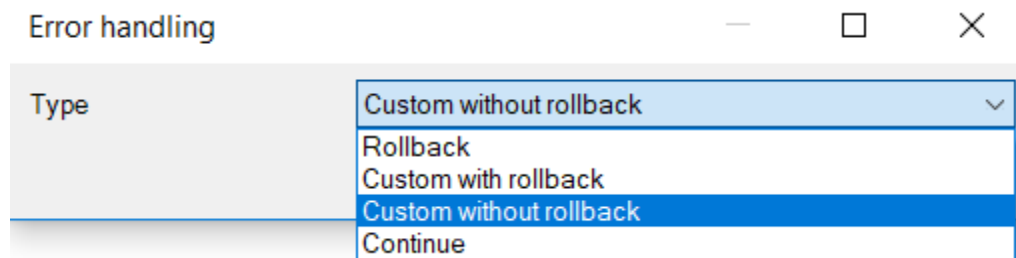 Error handling
Type
Custom without rollback
Rollback
Custom with rollback
Custom without rollback
Continue